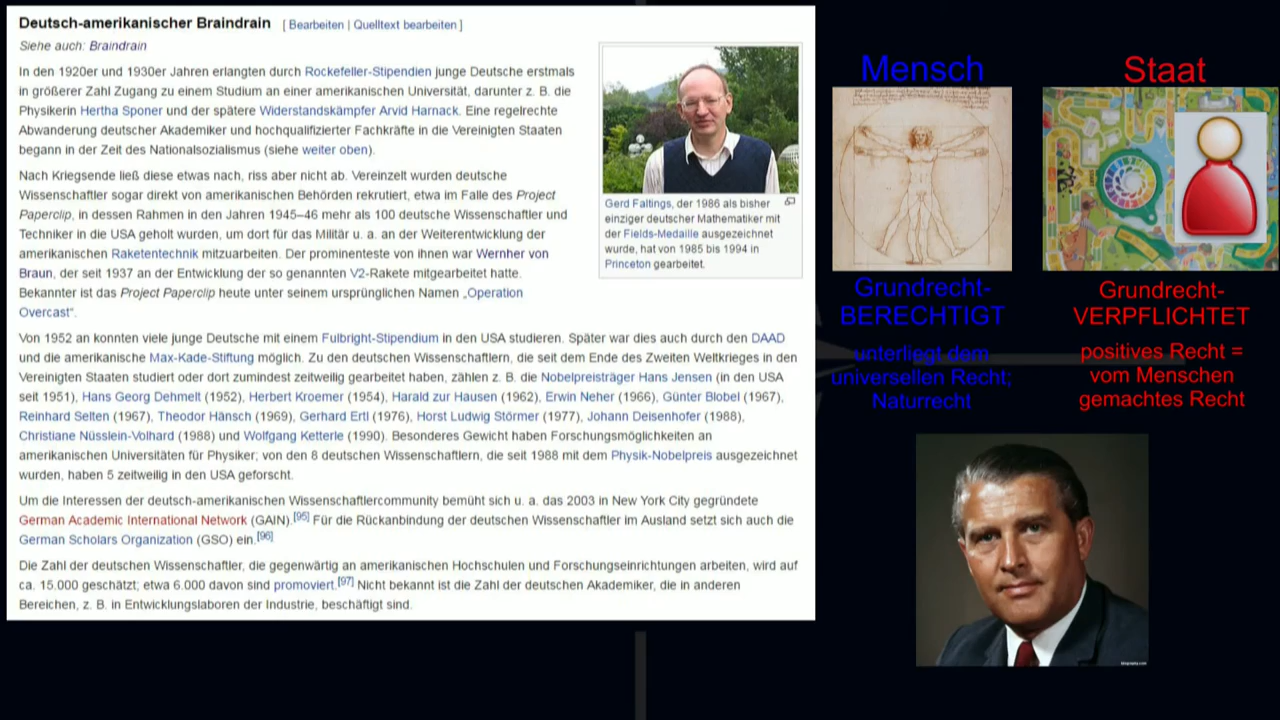 Deutsch-amerikanischer Braindrain [ Bearbeiten | Quelltext bearbeiten ]
Siehe auch: Braindrain
In den 1920er und 1930er Jahren erlangten durch Rockefeller-Stipendien junge Deutsche erstmals
in größerer Zahl Zugang zu einem Studium an einer amerikanischen Universität, darunter z. B. die
Physikerin Hertha Sponer und der spätere Widerstandskämpfer Arvid Harnack. Eine regelrechte
Abwanderung deutscher Akademiker und hochqualifizierter Fachkräfte in die Vereinigten Staaten
begann in der Zeit des Nationalsozialismus (siehe weiter oben).
Nach Kriegsende ließ diese etwas nach, riss aber nicht ab. Vereinzelt wurden deutsche
Wissenschaftler sogar direkt von amerikanischen Behörden rekrutiert, etwa im Falle des Project
Paperclip, in dessen Rahmen in den Jahren 1945–46 mehr als 100 deutsche Wissenschaftler und
Techniker in die USA geholt wurden, um dort für das Militär u. a. an der Weiterentwicklung der
amerikanischen Raketentechnik mitzuarbeiten. Der prominenteste von ihnen war Wernher von
Braun, der seit 1937 an der Entwicklung der so genannten V2-Rakete mitgearbeitet hatte.
Bekannter ist das Project Paperclip heute unter seinem ursprünglichen Namen „Operation
Overcast“.
Gerd Faltings, der 1986 als bisher
einziger deutscher Mathematiker mit
der Fields-Medaille ausgezeichnet
wurde, hat von 1985 bis 1994 in
Princeton gearbeitet.
Von 1952 an konnten viele junge Deutsche mit einem Fulbright-Stipendium in den USA studieren. Später war dies auch durch den DAAD
und die amerikanische Max-Kade-Stiftung möglich. Zu den deutschen Wissenschaftlern, die seit dem Ende des Zweiten Weltkrieges in den
Vereinigten Staaten studiert oder dort zumindest zeitweilig gearbeitet haben, zählen z. B. die Nobelpreisträger Hans Jensen (in den USA
seit 1951), Hans Georg Dehmelt (1952), Herbert Kroemer (1954), Harald zur Hausen (1962), Erwin Neher (1966), Günter Blobel (1967),
Reinhard Selten (1967), Theodor Hänsch (1969), Gerhard Ertl (1976), Horst Ludwig Störmer (1977), Johann Deisenhofer (1988),
Christiane Nüsslein-Volhard (1988) und Wolfgang Ketterle (1990). Besonderes Gewicht haben Forschungsmöglichkeiten an
amerikanischen Universitäten für Physiker; von den 8 deutschen Wissenschaftlern, die seit 1988 mit dem Physik-Nobelpreis ausgezeichnet
wurden, haben 5 zeitweilig in den USA geforscht.
Um die Interessen der deutsch-amerikanischen Wissenschaftlercommunity bemüht sich u. a. das 2003 in New York City gegründete
German Academic International Network (GAIN).[95] Für die Rückanbindung der deutschen Wissenschaftler im Ausland setzt sich auch die
German Scholars Organization (GSO) ein.[96]
Die Zahl der deutschen Wissenschaftler, die gegenwärtig an amerikanischen Hochschulen und Forschungseinrichtungen arbeiten, wird auf
ca. 15.000 geschätzt; etwa 6.000 davon sind promoviert.[97] Nicht bekannt ist die Zahl der deutschen Akademiker, die in anderen
Bereichen, z. B. in Entwicklungslaboren der Industrie, beschäftigt sind.
Mensch
Grundrecht-
BERECHTIGT
unterliegt dem
universellen Recht;
Naturrecht
Staat
Grundrecht-
VERPFLICHTET
positives Recht =
vom Menschen
gemachtes Recht